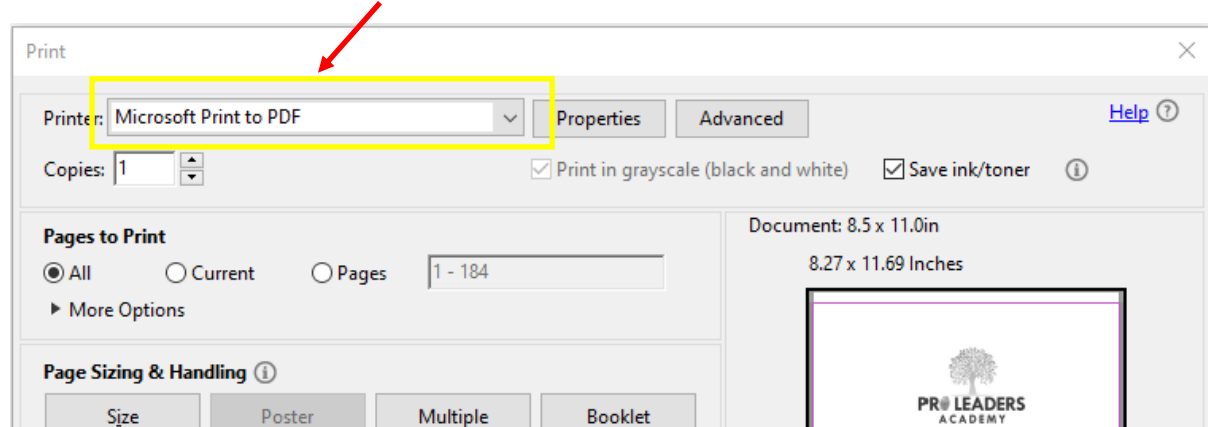 Print
Printer: Microsoft Print to PDF Properties Advanced Help
Copies: 1 Print in grayscale (black and white) Save ink/toner
Pages to Print
All Current Pages 1 - 184
More Options
Document: 8.5 x 11.0in
8.27 x 11.69 Inches
Page Sizing & Handling
Size Poster Multiple Booklet
PRO LEADERS
ACADEMY